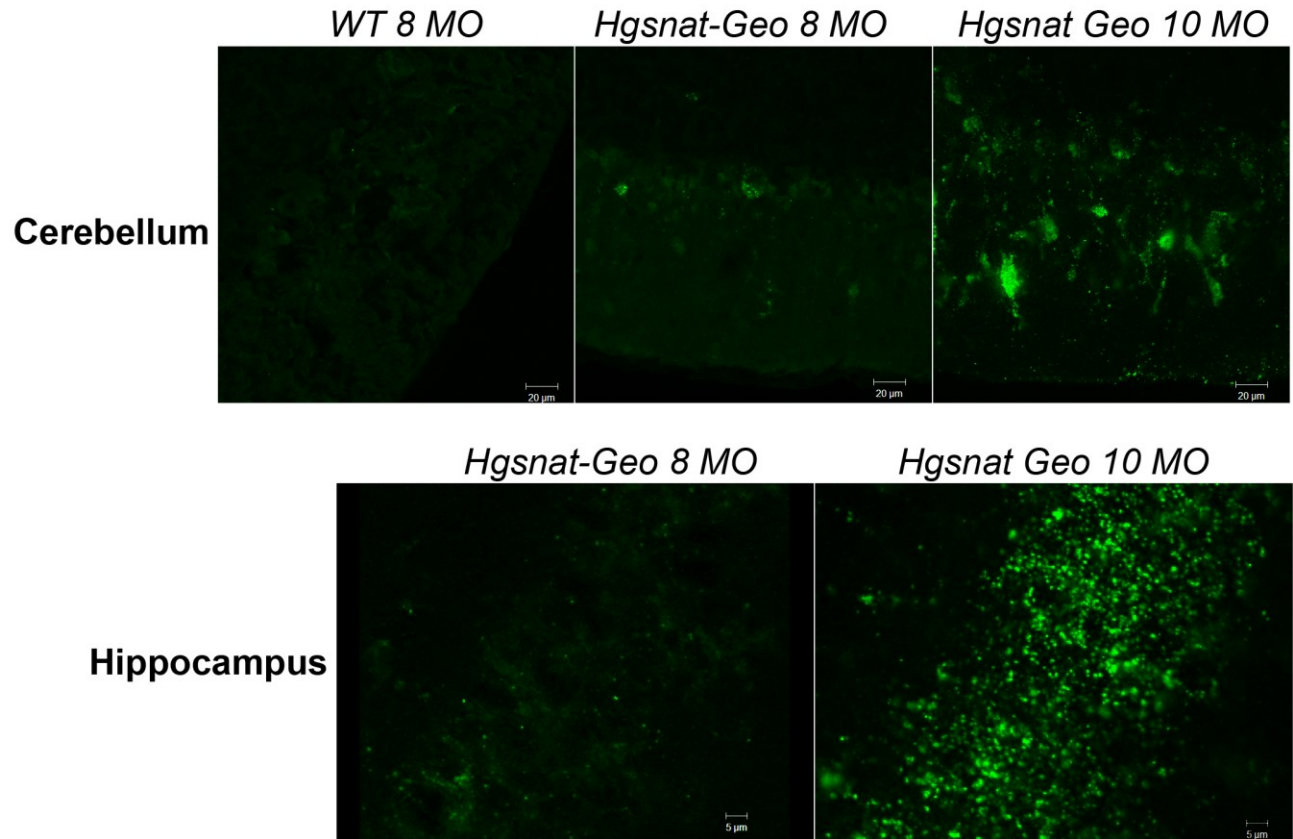 WT 8 MO Hgsnat-Geo 8 MO Hgsnat Geo 10 MO
Cerebellum
20 µm 20 µm 20 µm
Hgsnat-Geo 8 MO Hgsnat Geo 10 MO
Hippocampus
5 µm 5 µm